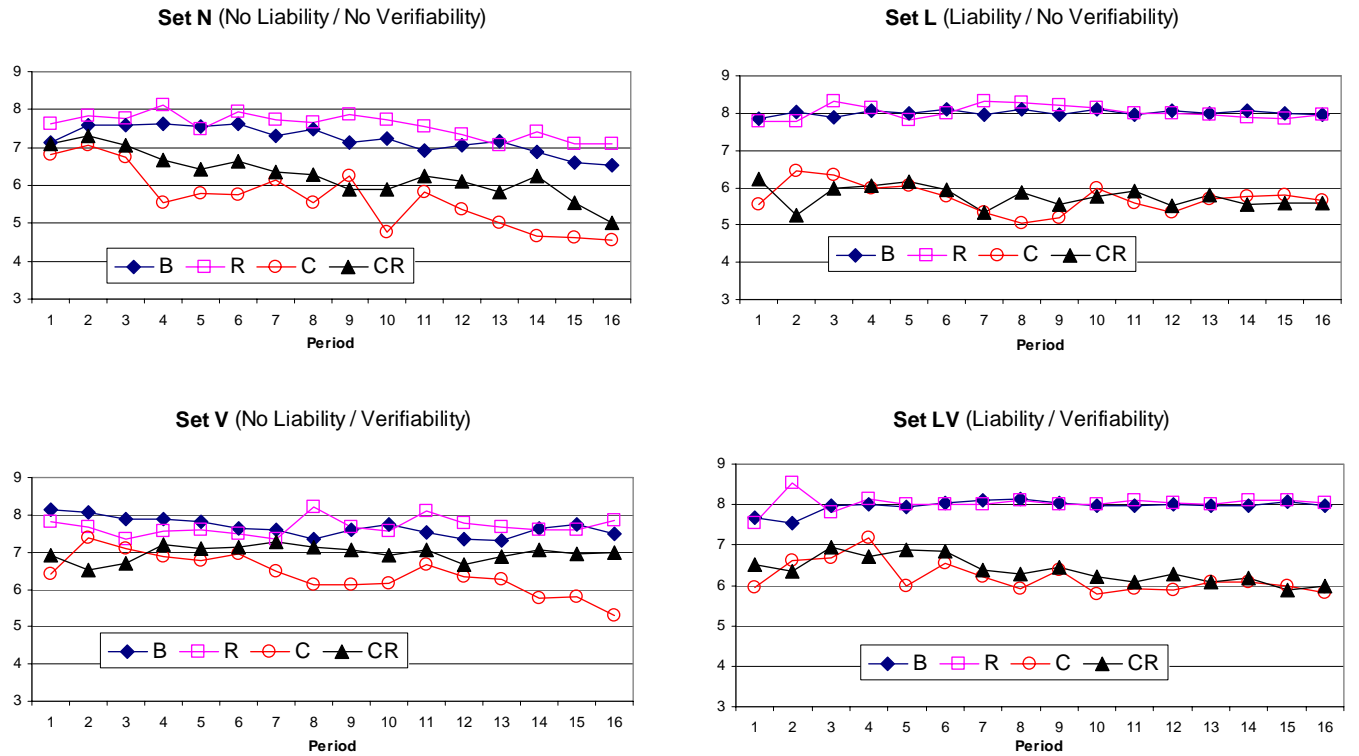 Set N (No Liability / No Verifiability)
9
8
7
6
5
4
3
B R C CR
1 2 3 4 5 6 7 8 9 10 11 12 13 14 15 16
Period
Set L (Liability / No Verifiability)
9
8
7
6
5
4
3
B R C CR
1 2 3 4 5 6 7 8 9 10 11 12 13 14 15 16
Period
Set V (No Liability / Verifiability)
9
8
7
6
5
4
3
B R C CR
1 2 3 4 5 6 7 8 9 10 11 12 13 14 15 16
Period
Set LV (Liability / Verifiability)
9
8
7
6
5
4
3
B R C CR
1 2 3 4 5 6 7 8 9 10 11 12 13 14 15 16
Period